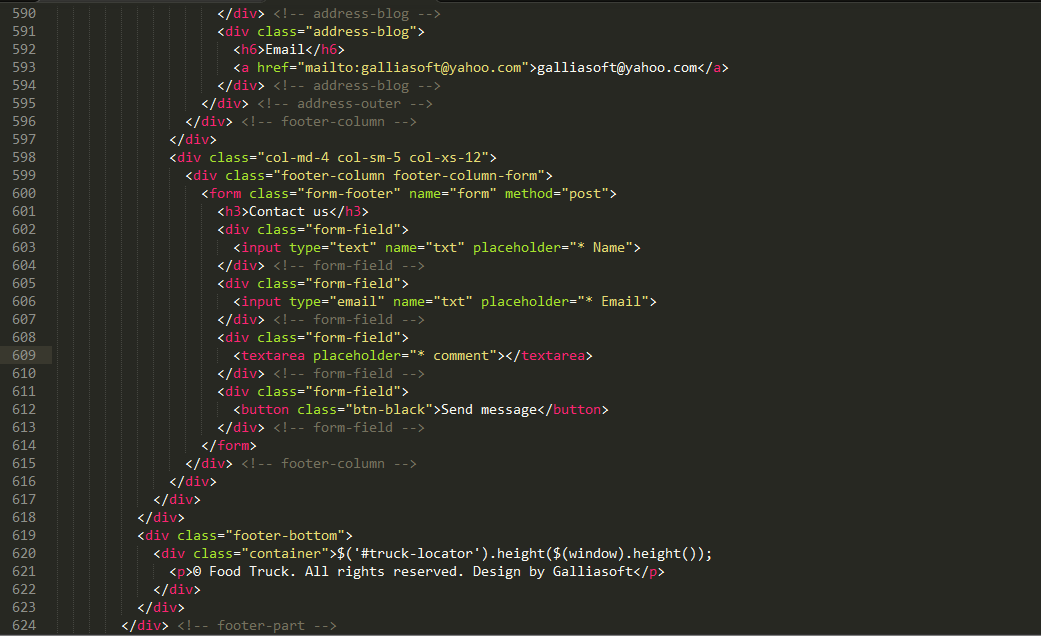 590 </div> <!-- address-blog -->
591 <div class="address-blog">
592 <h6>Email</h6>
593 <a href="mailto:galliasoft@yahoo.com">galliasoft@yahoo.com</a>
594 </div> <!-- address-blog -->
595 </div> <!-- address-outer -->
596 </div> <!-- footer-column -->
597 </div>
598 <div class="col-md-4 col-sm-5 col-xs-12">
599 <div class="footer-column footer-column-form">
600 <form class="form-footer" name="form" method="post">
601 <h3>Contact us</h3>
602 <div class="form-field">
603 <input type="text" name="txt" placeholder="* Name">
604 </div> <!-- form-field -->
605 <div class="form-field">
606 <input type="email" name="txt" placeholder="* Email">
607 </div> <!-- form-field -->
608 <div class="form-field">
609 <textarea placeholder="* comment"></textarea>
610 </div> <!-- form-field -->
611 <div class="form-field">
612 <button class="btn-black">Send message</button>
613 </div> <!-- form-field -->
614 </form>
615 </div> <!-- footer-column -->
616 </div>
617 </div>
618 </div>
619 <div class="footer-bottom">
620 <div class="container">$('#truck-locator').height($(window).height());
621 <p>© Food Truck. All rights reserved. Design by Galliasoft</p>
622 </div>
623 </div>
624 </div> <!-- footer-part -->